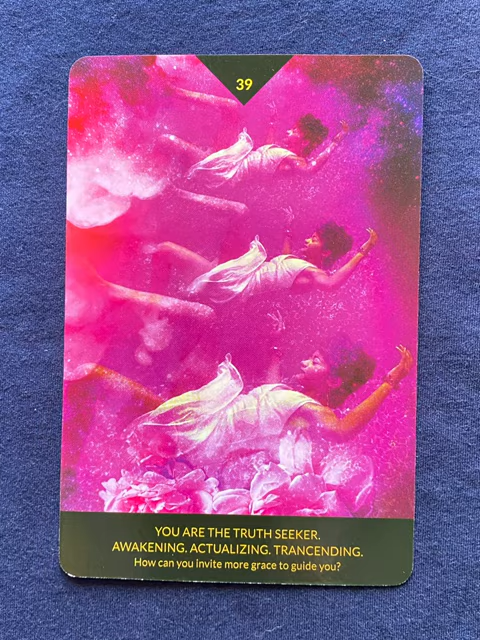 39
YOU ARE THE TRUTH SEEKER.
AWAKENING. ACTUALIZING. TRANCENDING.
How can you invite more grace to guide you?